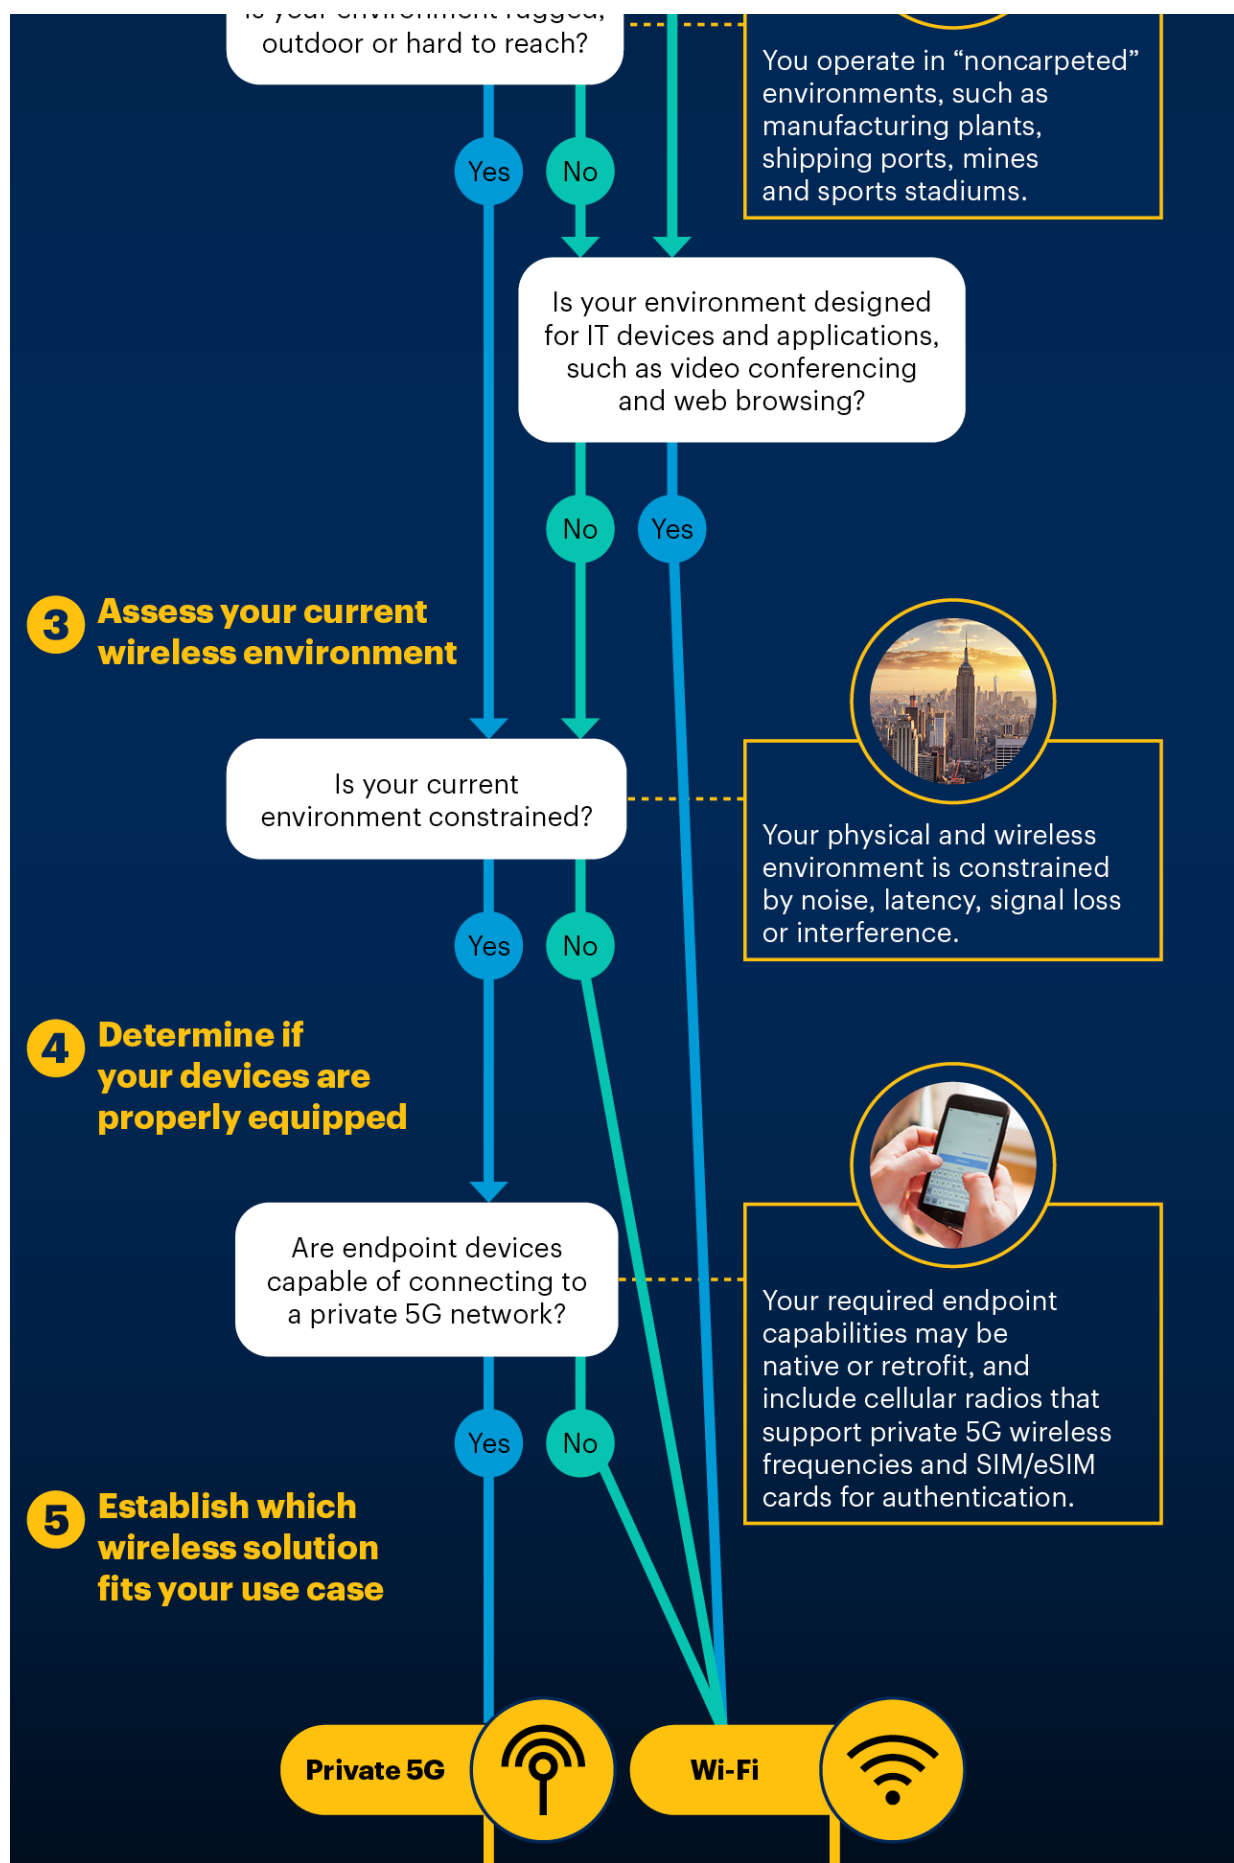 Is your environment rugged,
outdoor or hard to reach?
You operate in “noncarpeted”
environments, such as
manufacturing plants,
shipping ports, mines
and sports stadiums.
Yes
No
Is your environment designed
for IT devices and applications,
such as video conferencing
and web browsing?
No
Yes
3
Assess your current
wireless environment
Is your current
environment constrained?
Your physical and wireless
environment is constrained
by noise, latency, signal loss
or interference.
Yes
No
4
Determine if
your devices are
properly equipped
Are endpoint devices
capable of connecting to
a private 5G network?
Your required endpoint
capabilities may be
native or retrofit, and
include cellular radios that
support private 5G wireless
frequencies and SIM/eSIM
cards for authentication.
Yes
No
5
Establish which
wireless solution
fits your use case
Private 5G
Wi-Fi